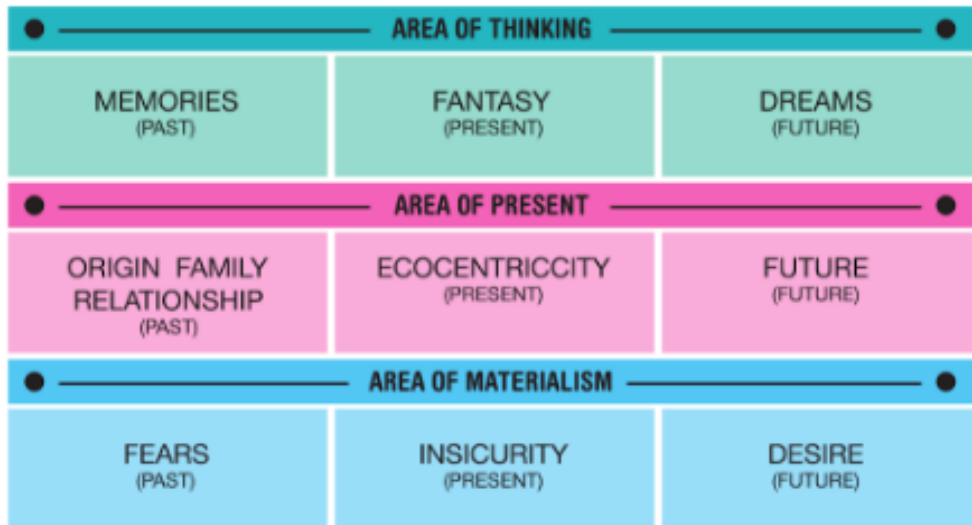 AREA OF THINKING
MEMORIES
(PAST)
FANTASY
(PRESENT)
DREAMS
(FUTURE)
AREA OF PRESENT
ORIGIN FAMILY
RELATIONSHIP
(PAST)
ECOCENTRICCITY
(PRESENT)
FUTURE
(FUTURE)
AREA OF MATERIALISM
FEARS
(PAST)
INSICURITY
(PRESENT)
DESIRE
(FUTURE)